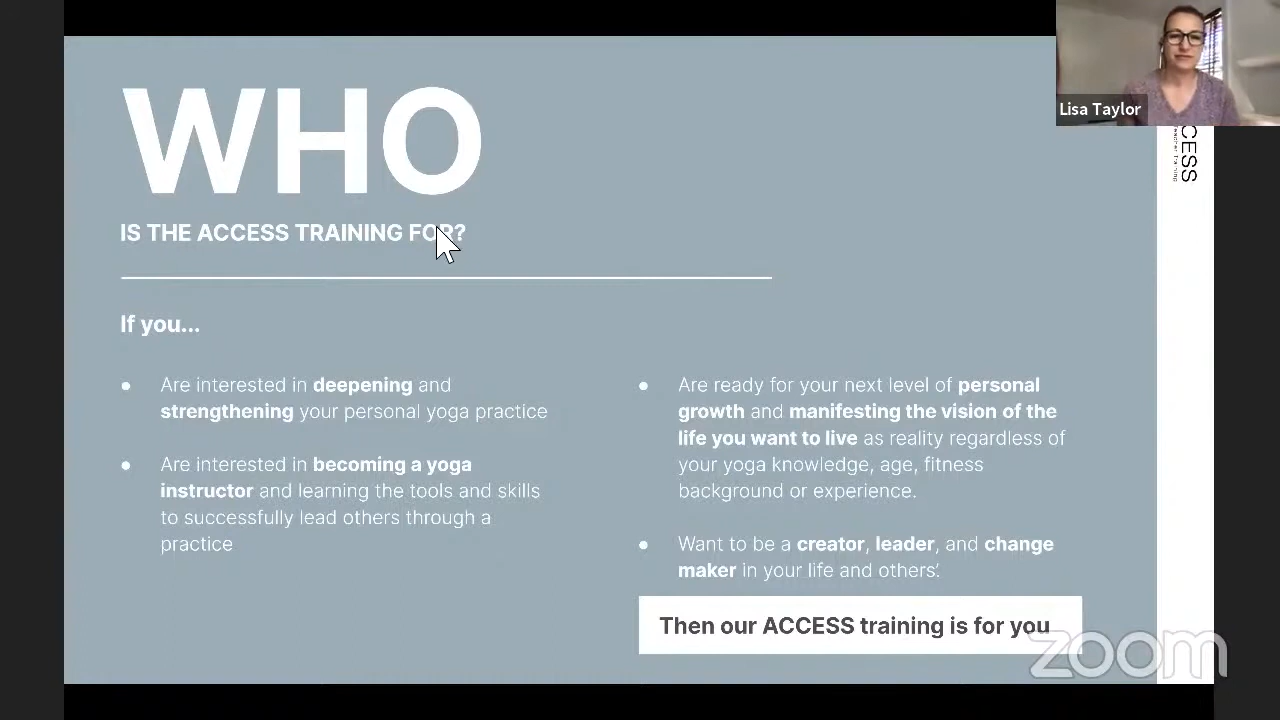 WHO
IS THE ACCESS TRAINING FOR?
If you...
● Are interested in deepening and
strengthening your personal yoga practice
● Are interested in becoming a yoga
instructor and learning the tools and skills
to successfully lead others through a
practice
● Are ready for your next level of personal
growth and manifesting the vision of the
life you want to live as reality regardless of
your yoga knowledge, age, fitness
background or experience.
● Want to be a creator, leader, and change
maker in your life and others'.
Then our ACCESS training is for you
Lisa Taylor
CESS
Training
zoom